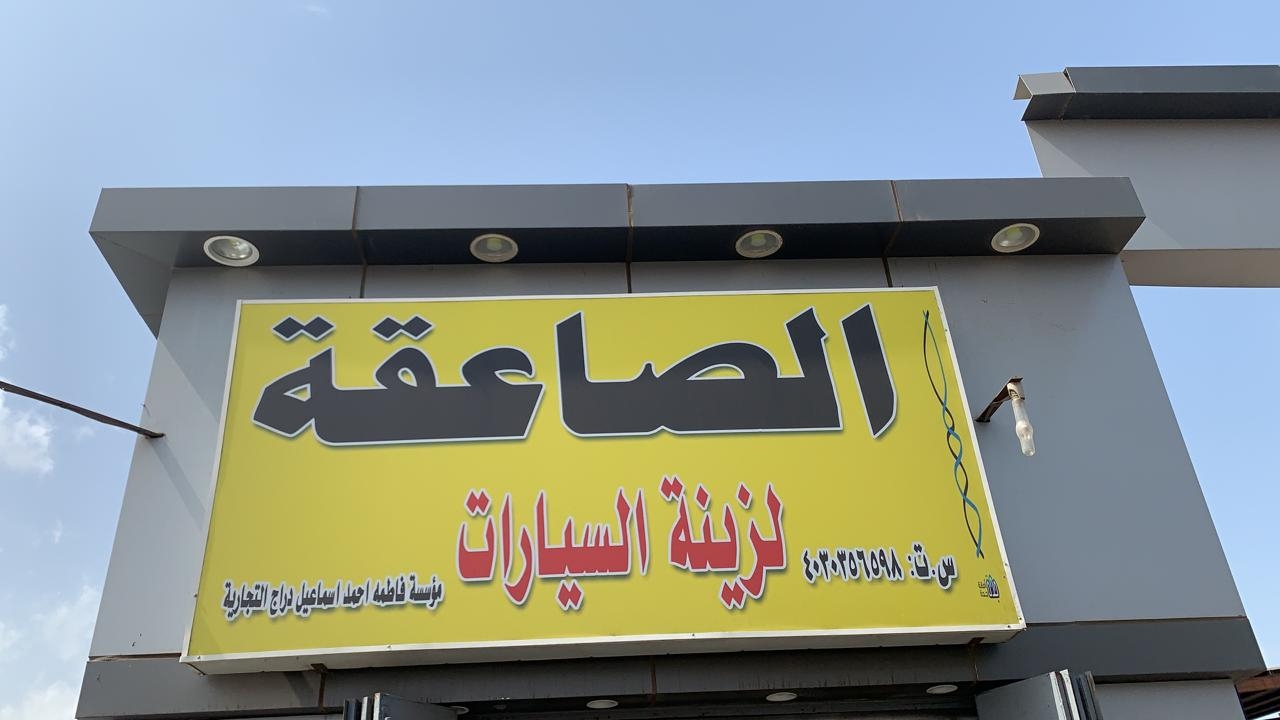 الصاعقة
لزينة السيارات
س.ت: ٤٠٣٠٣٥٦٥٩٨
مؤسسة فاطمه احمد اسماعيل دراج التجارية